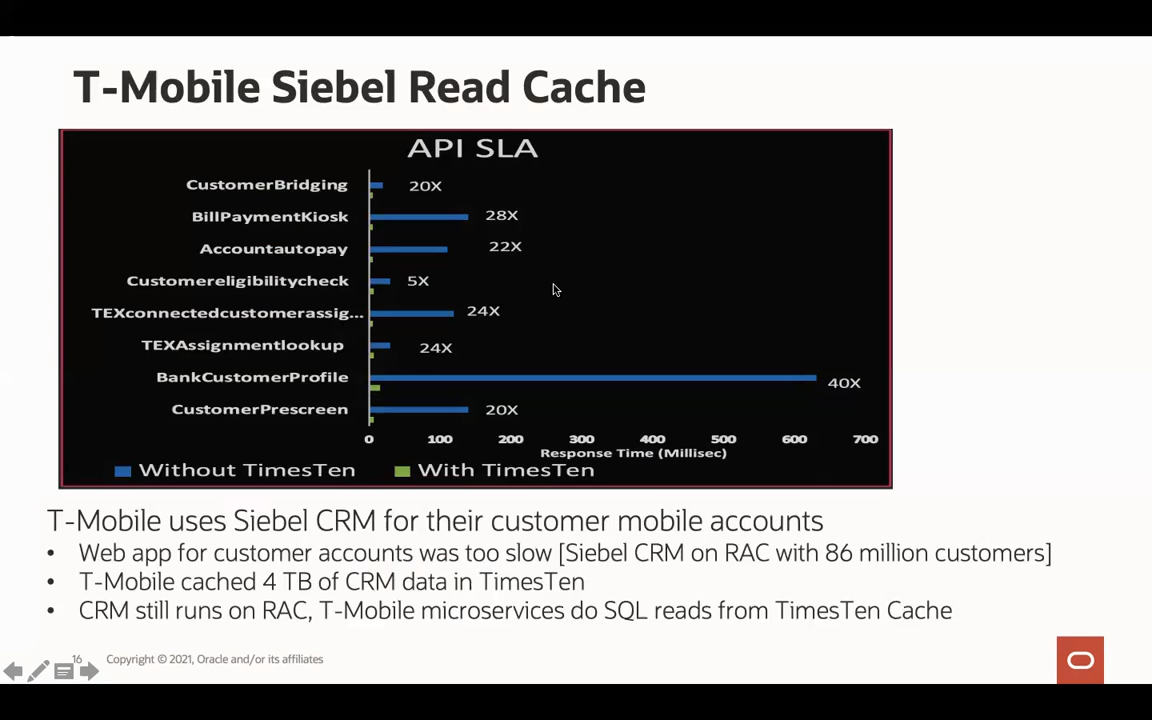 T-Mobile Siebel Read Cache
API SLA
CustomerBridging 20X
BillPaymentKiosk 28X
Accountautopay 22X
Customereligibilitycheck 5X
TEXconnectedcustomerassig... 24X
TEXAssignmentlookup 24X
BankCustomerProfile 40X
CustomerPrescreen 20X
0 100 200 300 400 500 600 700
Response Time (Millisec)
Without TimesTen With TimesTen
T-Mobile uses Siebel CRM for their customer mobile accounts
• Web app for customer accounts was too slow [Siebel CRM on RAC with 86 million customers]
• T-Mobile cached 4 TB of CRM data in TimesTen
• CRM still runs on RAC, T-Mobile microservices do SQL reads from TimesTen Cache
16 Copyright © 2021, Oracle and/or its affiliates